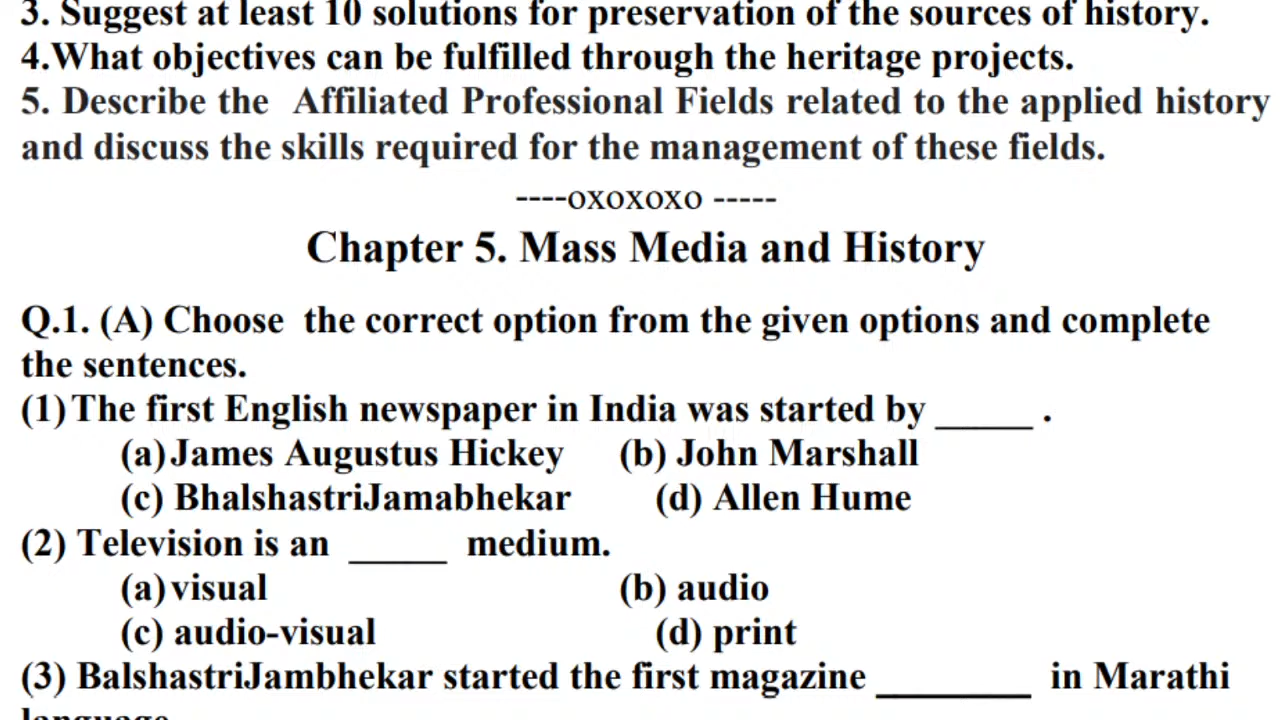 3. Suggest at least 10 solutions for preservation of the sources of history.
4.What objectives can be fulfilled through the heritage projects.
5. Describe the Affiliated Professional Fields related to the applied history
and discuss the skills required for the management of these fields.
----oxoxoxo -----
Chapter 5. Mass Media and History
Q.1. (A) Choose the correct option from the given options and complete
the sentences.
(1) The first English newspaper in India was started by _____ .
(a) James Augustus Hickey (b) John Marshall
(c) BhalshastriJamabhekar (d) Allen Hume
(2) Television is an _____ medium.
(a) visual (b) audio
(c) audio-visual (d) print
(3) BalshastriJambhekar started the first magazine ________ in Marathi
language